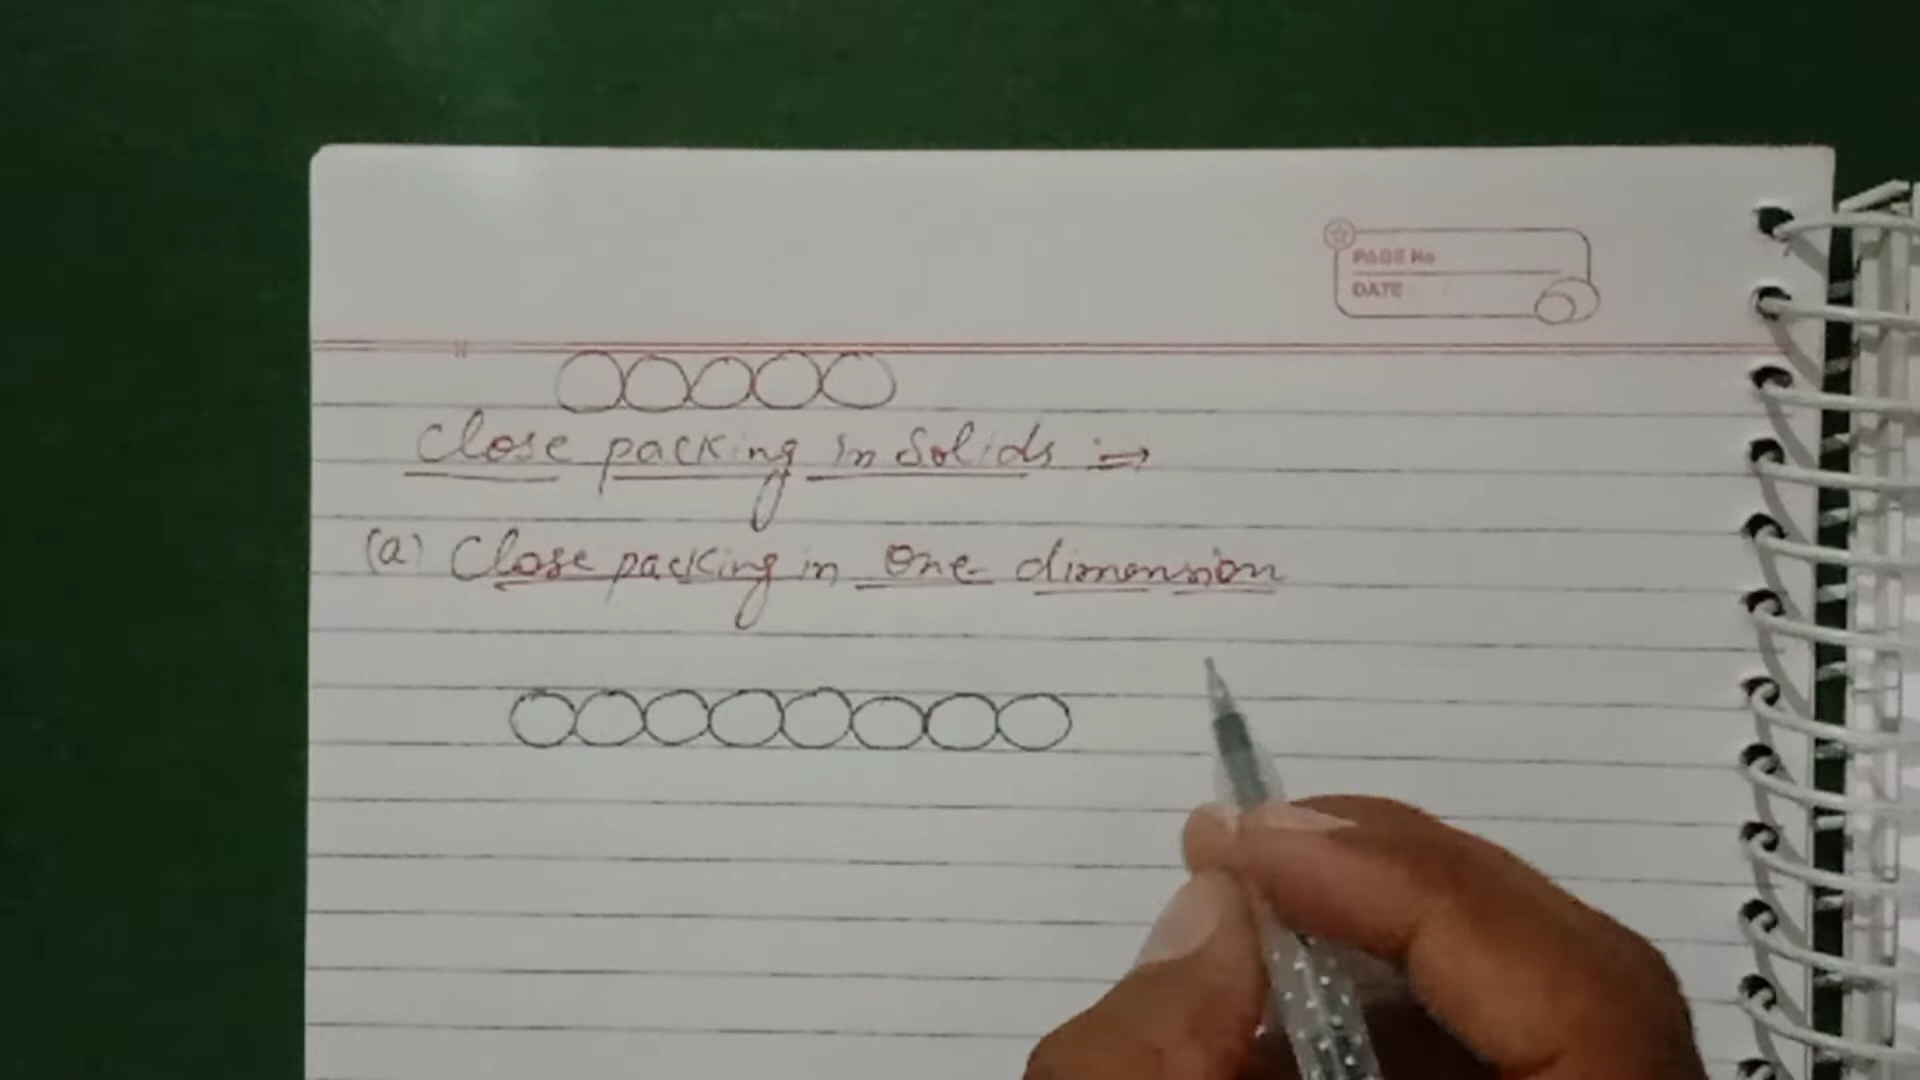 PAGE No
DATE
Close packing in Solids :⇒
(a) Close packing in One dimension